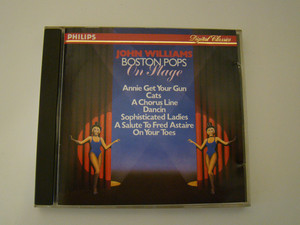 PHILIPS
Digital Classics
JOHN WILLIAMS
BOSTON POPS
On Stage
Annie Get Your Gun
Cats
A Chorus Line
Dancin
Sophisticated Ladies
A Salute To Fred Astaire
On Your Toes